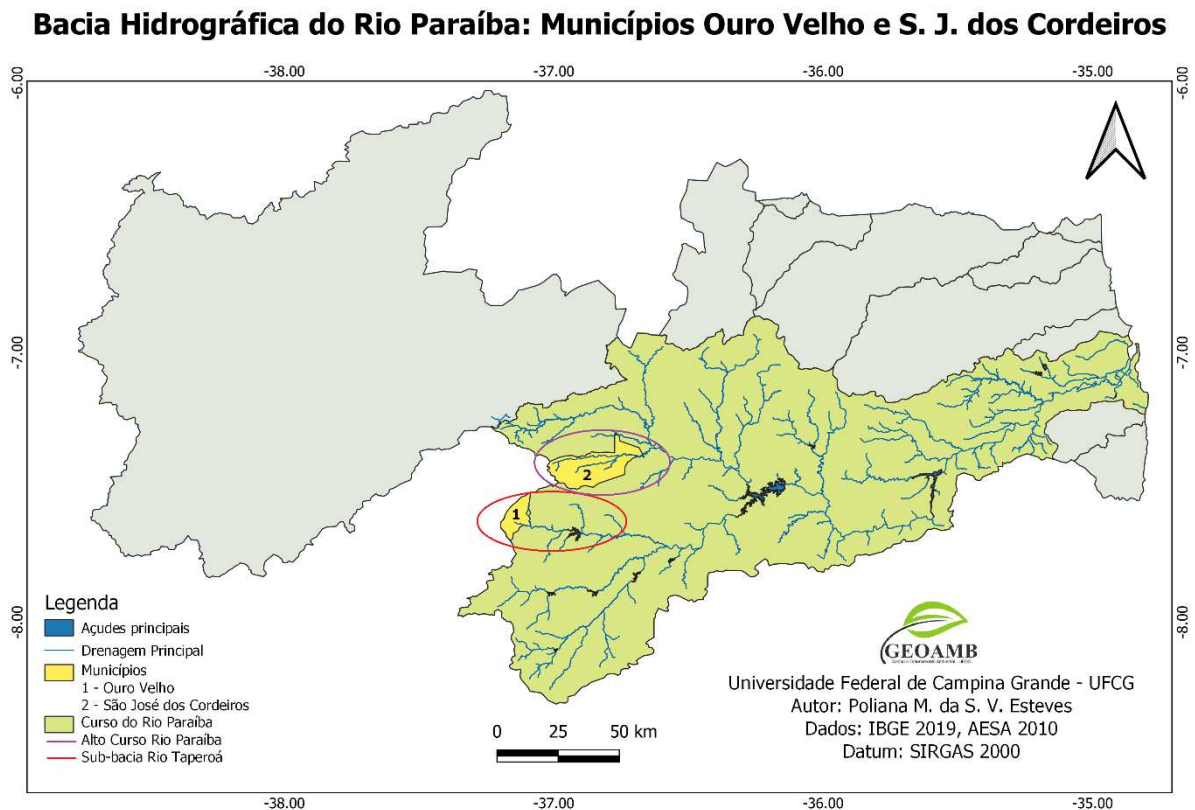 Bacia Hidrográfica do Rio Paraíba: Municípios Ouro Velho e S. J. dos Cordeiros
-38.00 -37.00 -36.00 -35.00
-6.00 -6.00
-7.00 -7.00
2
1
-8.00 -8.00
Legenda
Açudes principais
Drenagem Principal
Municípios
1 - Ouro Velho
2 - São José dos Cordeiros
Curso do Rio Paraíba
Alto Curso Rio Paraíba
Sub-bacia Rio Taperoá
0 25 50 km
GEOAMB
Universidade Federal de Campina Grande - UFCG
Autor: Poliana M. da S. V. Esteves
Dados: IBGE 2019, AESA 2010
Datum: SIRGAS 2000
-38.00 -37.00 -36.00 -35.00